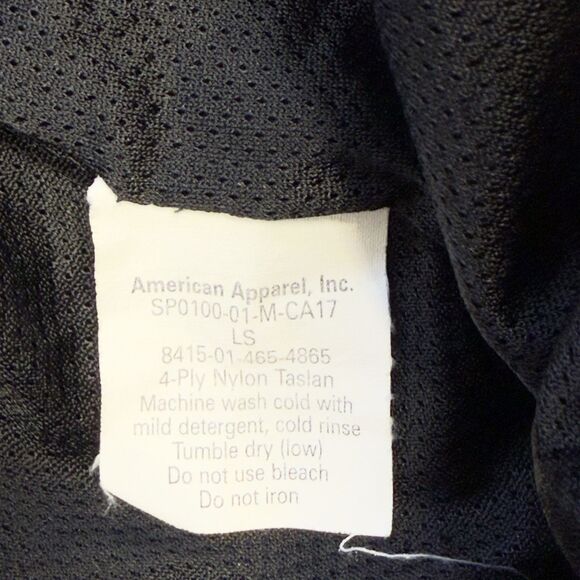 American Apparel, Inc.
SP0100-01-M-CA17
LS
8415-01-465-4865
4-Ply Nylon Taslan
Machine wash cold with
mild detergent, cold rinse
Tumble dry (low)
Do not use bleach
Do not iron